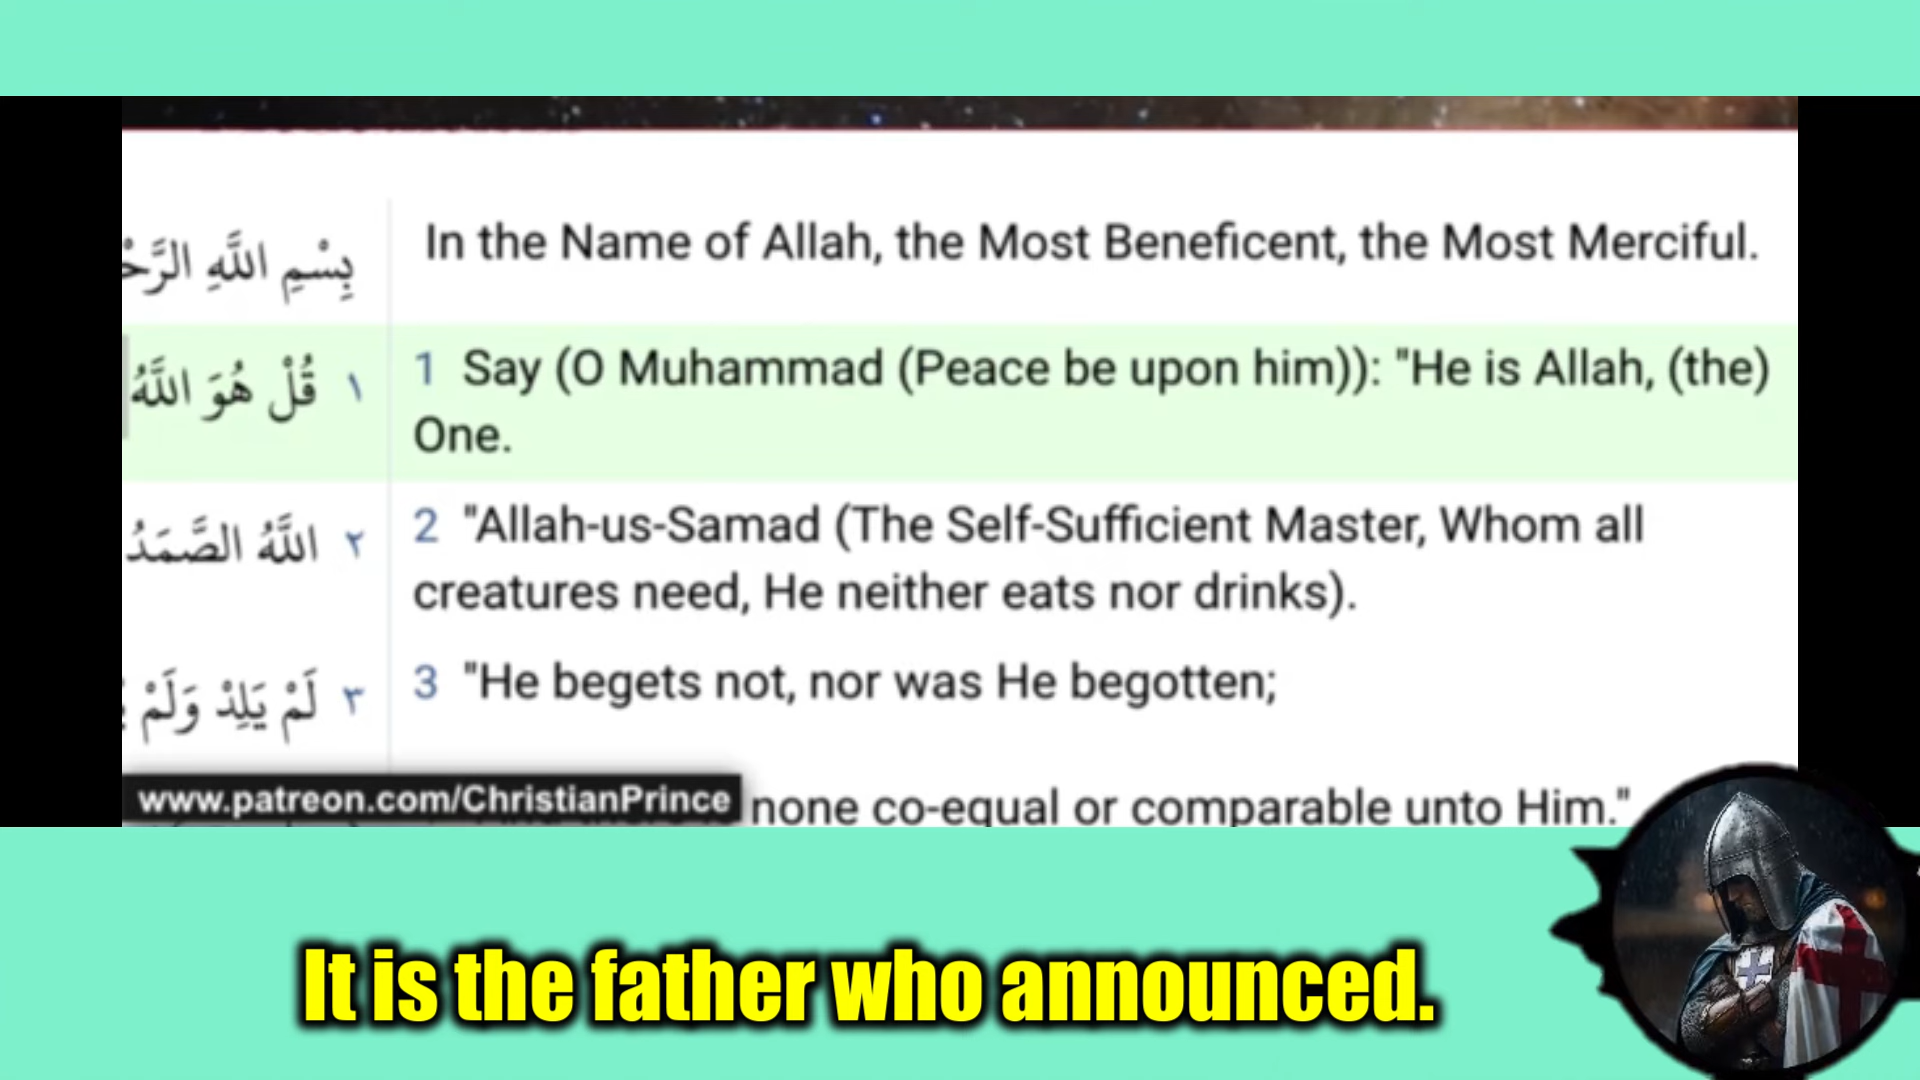 بِسْمِ اللَّهِ
In the Name of Allah, the Most Beneficent, the Most Merciful.
١ قُلْ هُوَ اللَّهُ
1 Say (O Muhammad (Peace be upon him)): "He is Allah, (the)
One.
٢ اللَّهُ الصَّمَدُ
2 "Allah-us-Samad (The Self-Sufficient Master, Whom all
creatures need, He neither eats nor drinks).
٣ لَمْ يَلِدْ وَلَمْ
3 "He begets not, nor was He begotten;
www.patreon.com/ChristianPrince
none co-equal or comparable unto Him."
It is the father who announced.